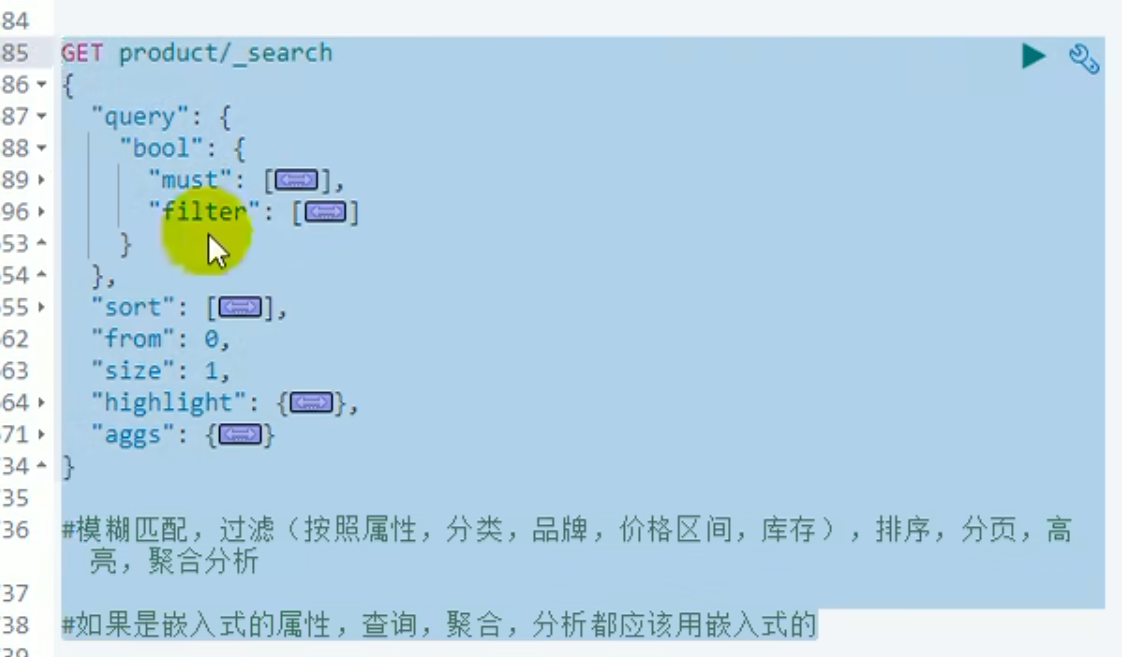 84
85 GET product/_search
86 {
87 "query": {
88 "bool": {
89 "must": [],
96 "filter": []
53 }
54 },
55 "sort": [],
62 "from": 0,
63 "size": 1,
64 "highlight": {},
71 "aggs": {}
34 }
35
36 #模糊匹配，过滤（按照属性，分类，品牌，价格区间，库存），排序，分页，高
亮，聚合分析
37
38 #如果是嵌入式的属性，查询，聚合，分析都应该用嵌入式的
39